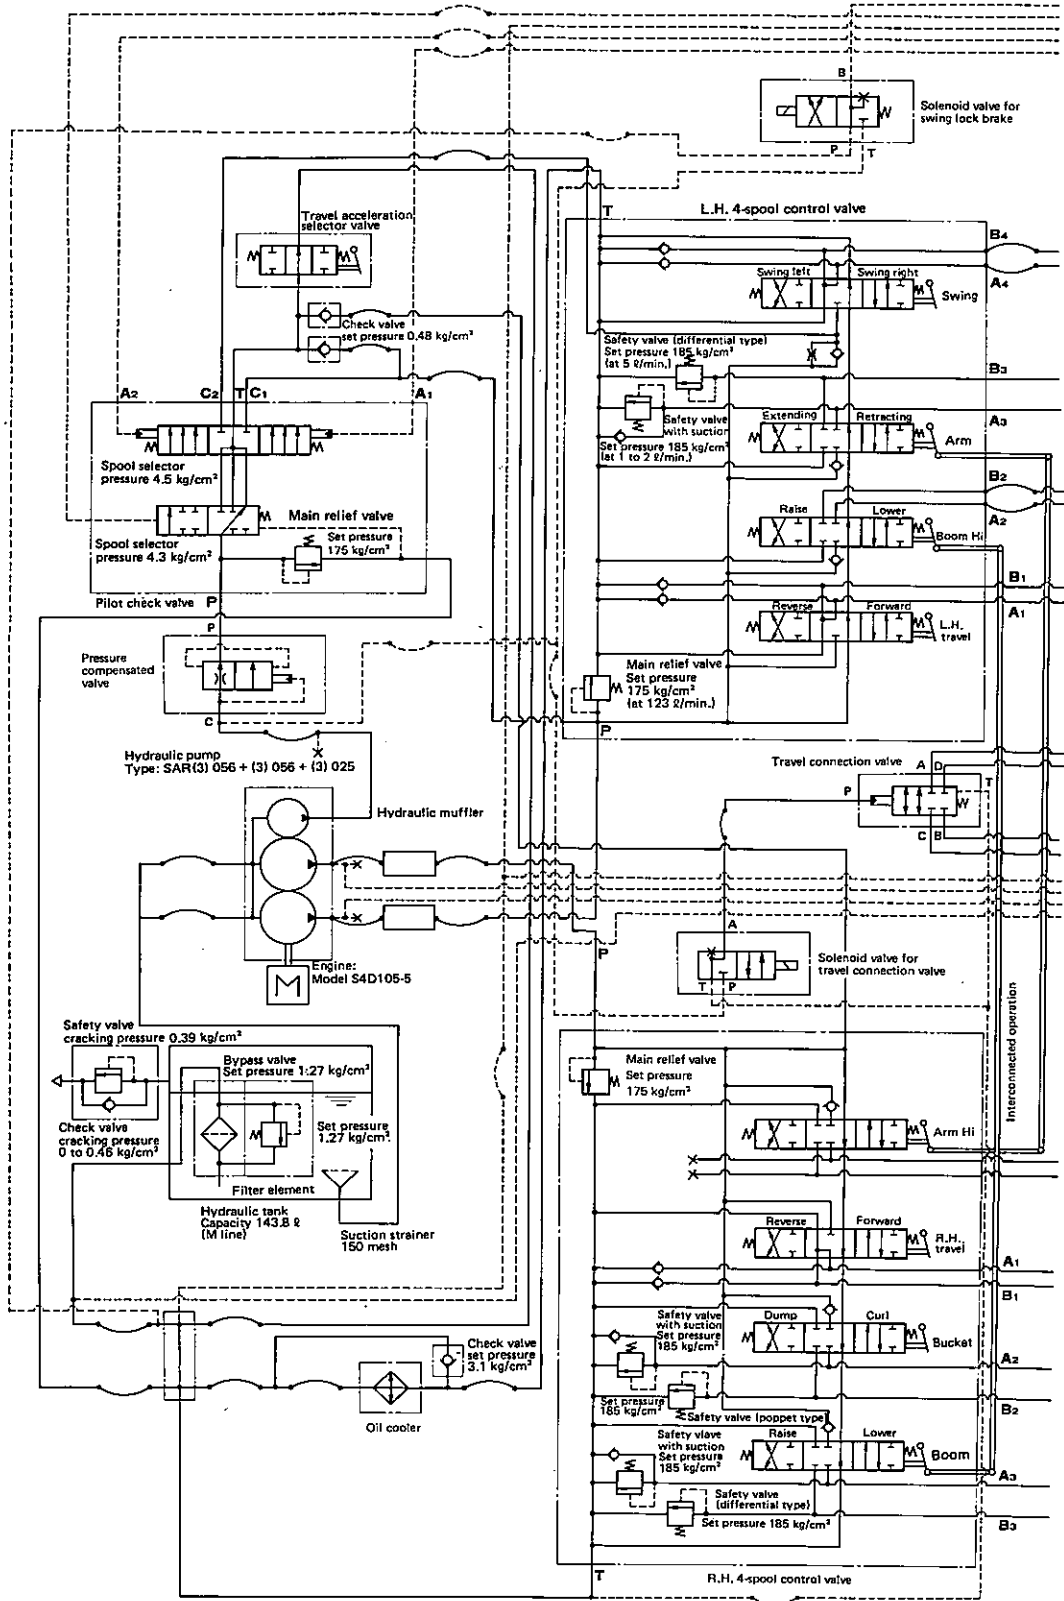 B
Solenoid valve for
swing lock brake
P
T
T
L.H. 4-spool control valve
Travel acceleration
selector valve
B4
A4
Swing left
Swing right
Swing
Check valve
set pressure 0.48 kg/cm²
Safety valve (differential type)
Set pressure 185 kg/cm²
(at 5 ℓ/min.)
B3
A2
C2
T
C1
A1
Safety valve
with suction
Set pressure 185 kg/cm²
(at 1 to 2 ℓ/min.)
Extending
Retracting
A3
Arm
Spool selector
pressure 4.5 kg/cm²
B2
A2
Raise
Lower
Boom Hi
Main relief valve
Set pressure
175 kg/cm²
Spool selector
pressure 4.3 kg/cm²
B1
A1
Pilot check valve
P
Reverse
Forward
L.H.
travel
P
Pressure
compensated
valve
Main relief valve
Set pressure
175 kg/cm²
(at 123 ℓ/min.)
C
P
Hydraulic pump
Type: SAR(3) 056 + (3) 056 + (3) 025
Travel connection valve
A
D
T
P
C
B
Hydraulic muffler
A
P
Solenoid valve for
travel connection valve
T
P
Engine:
Model S4D105-5
M
Interconnected operation
Safety valve
cracking pressure 0.39 kg/cm²
Bypass valve
Set pressure 1.27 kg/cm²
Set pressure
1.27 kg/cm²
Check valve
cracking pressure
0 to 0.46 kg/cm²
Filter element
Hydraulic tank
Capacity 143.8 ℓ
(M line)
Suction strainer
150 mesh
Main relief valve
Set pressure
175 kg/cm²
Arm Hi
Reverse
Forward
R.H.
travel
A1
B1
Safety valve
with suction
Set pressure
185 kg/cm²
Dump
Curl
Bucket
A2
Check valve
set pressure
3.1 kg/cm²
Set pressure
185 kg/cm²
B2
Safety valve (poppet type)
Oil cooler
Safety vlave
with suction
Set pressure
185 kg/cm²
Raise
Lower
Boom
A3
Safety valve
(differential type)
Set pressure 185 kg/cm²
B3
T
R.H. 4-spool control valve